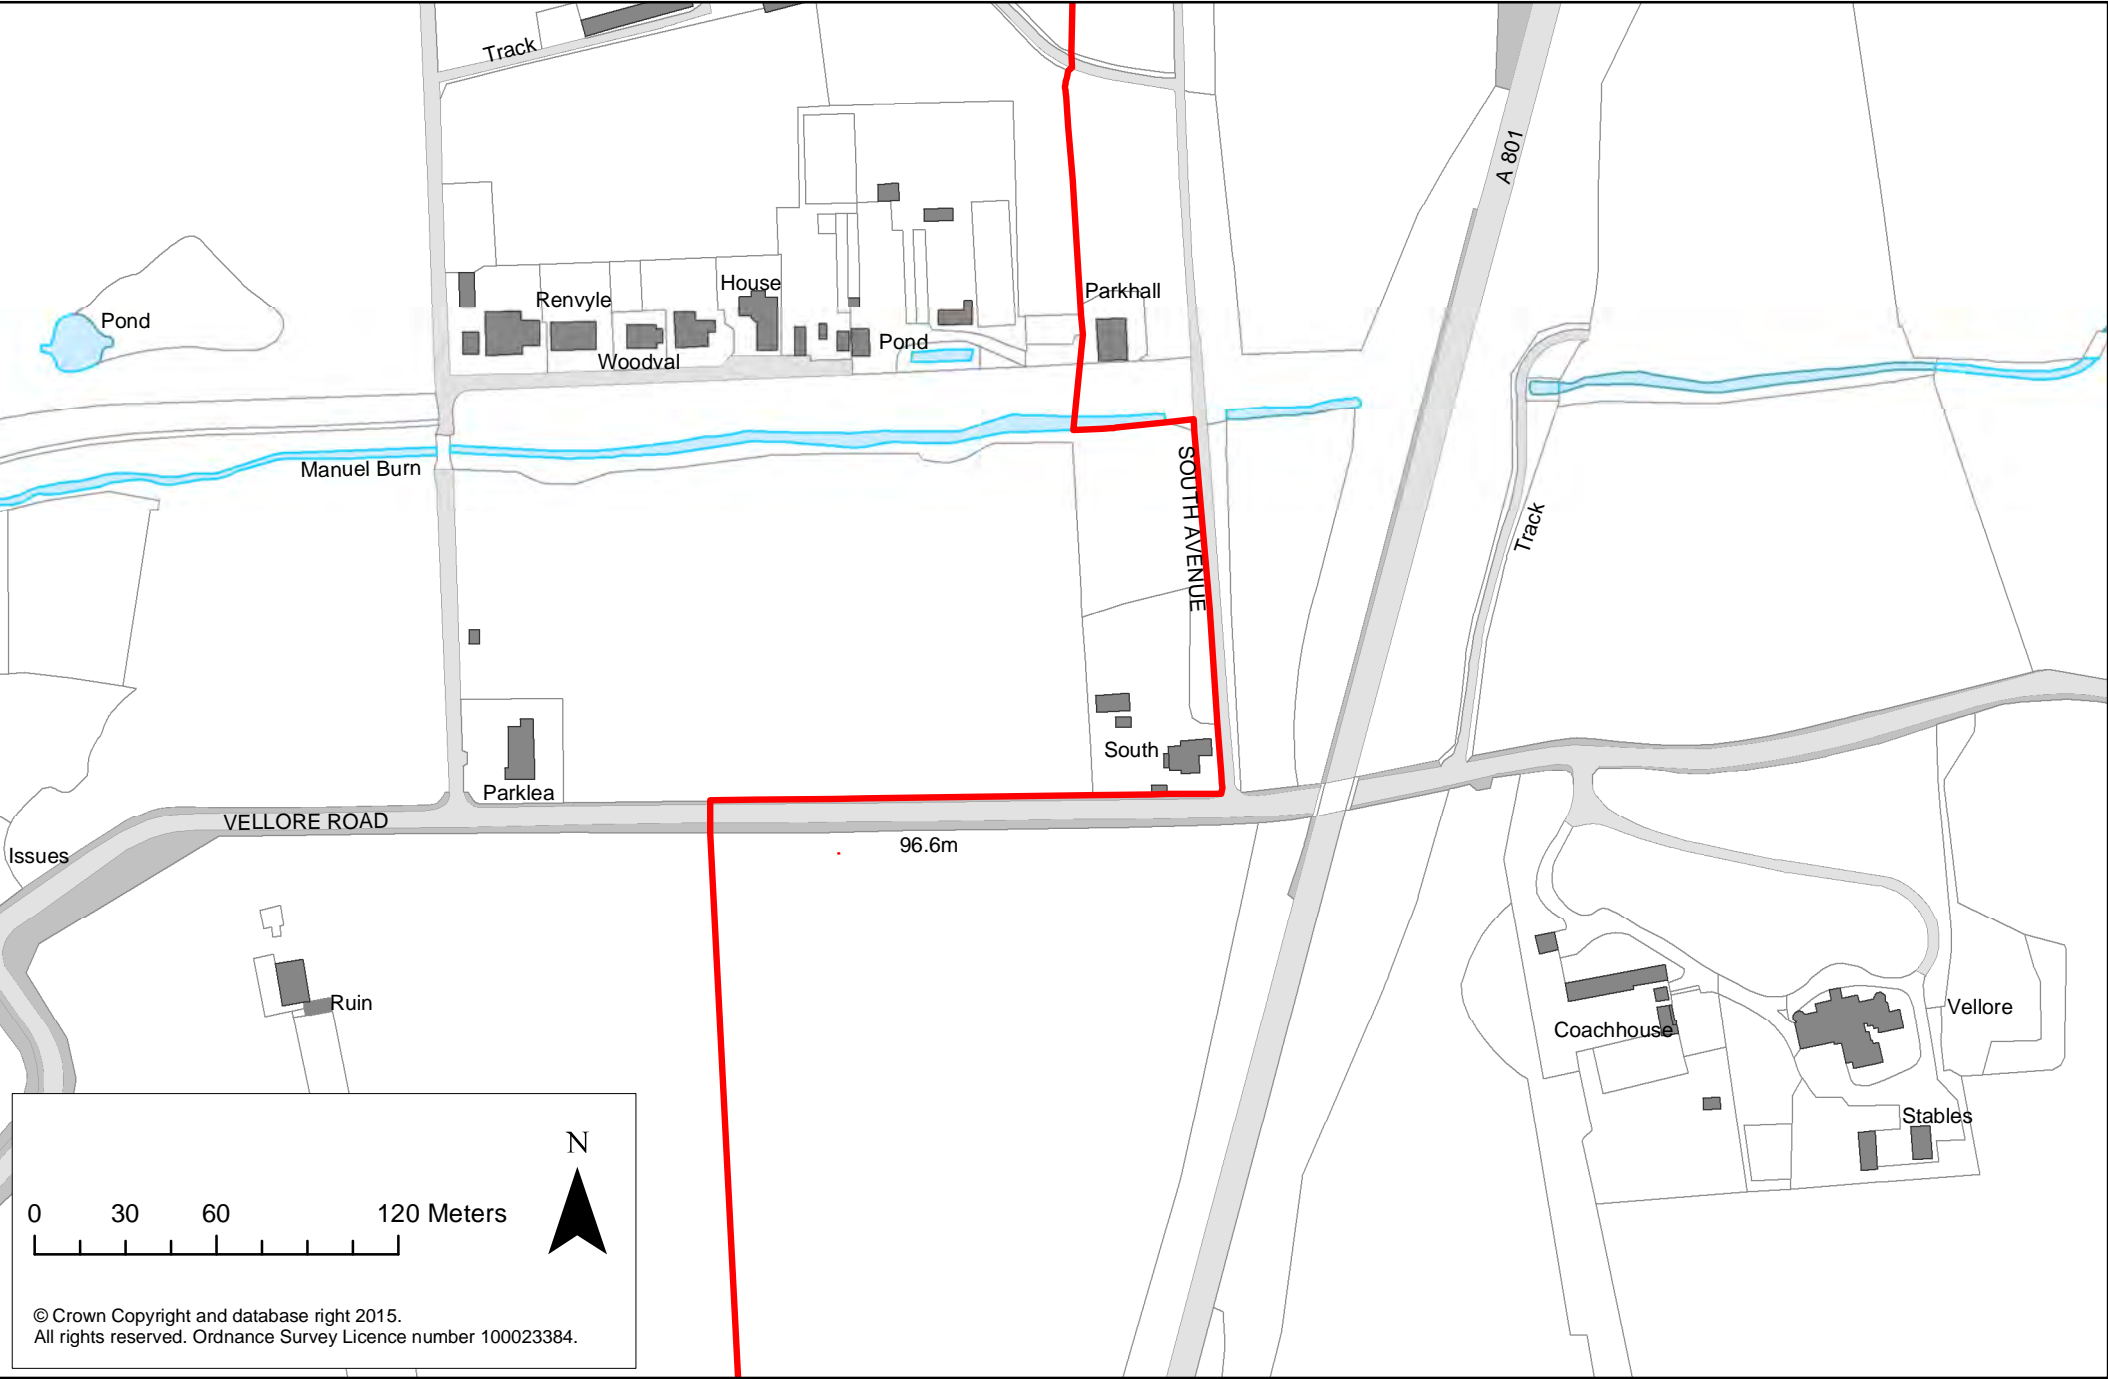 Track
A 801
House
Parkhall
Renvyle
Pond
Pond
Woodval
Manuel Burn
SOUTH AVENUE
Track
South
Parklea
VELLORE ROAD
96.6m
Issues
Ruin
Vellore
Coachhouse
Stables
N
0 30 60 120 Meters
© Crown Copyright and database right 2015.
All rights reserved. Ordnance Survey Licence number 100023384.